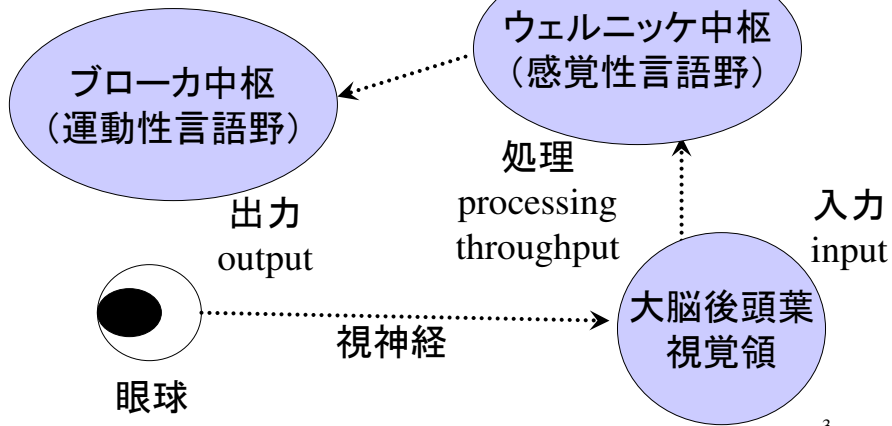 ウェルニッケ中枢
（感覚性言語野）
ブローカ中枢
（運動性言語野）
処理
processing
throughput
入力
input
出力
output
大脳後頭葉
視覚領
視神経
眼球
3